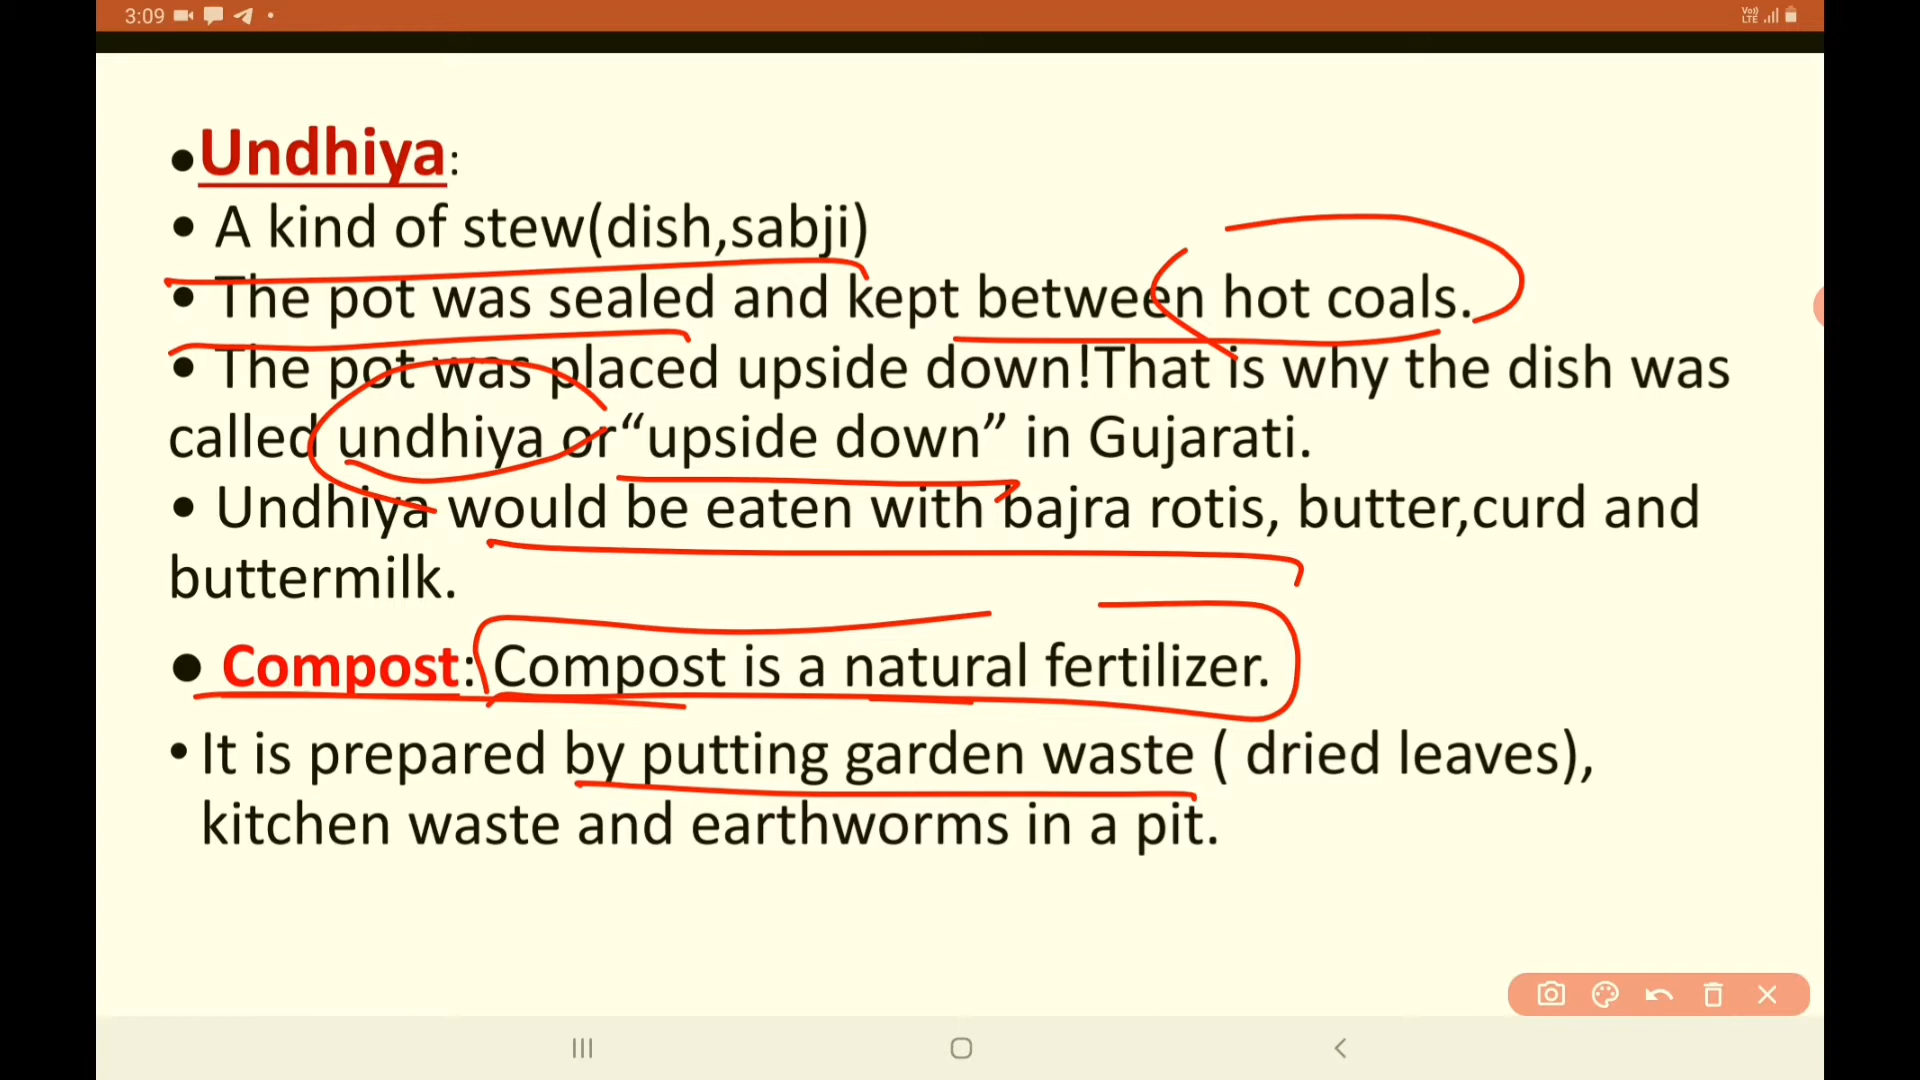 3:09
Vo)) LTE
•Undhiya:
• A kind of stew(dish,sabji)
• The pot was sealed and kept between hot coals.
• The pot was placed upside down!That is why the dish was
called undhiya or“upside down” in Gujarati.
• Undhiya would be eaten with bajra rotis, butter,curd and
buttermilk.
● Compost: Compost is a natural fertilizer.
• It is prepared by putting garden waste ( dried leaves),
kitchen waste and earthworms in a pit.